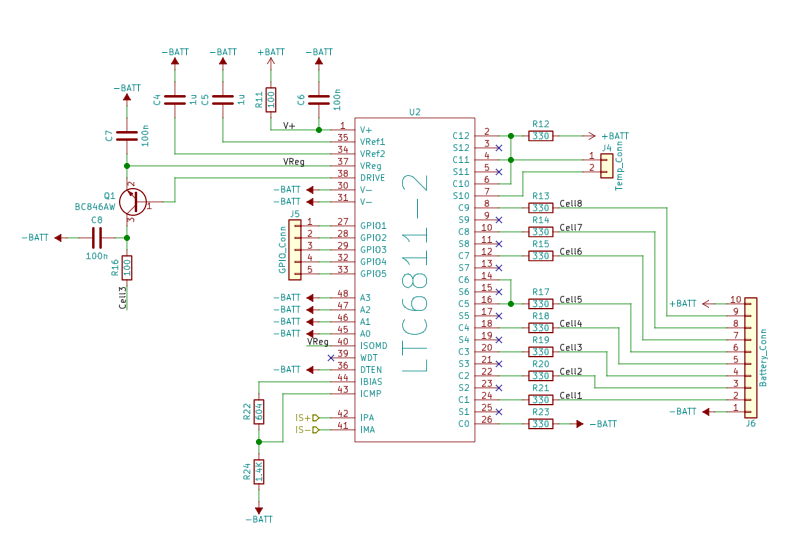 -BATT -BATT +BATT -BATT
-BATT
C4 1u
C5 1u
R11 100
C6 100n
C7 100n
V+
VReg
Q1
BC846AW
2
1
3
C8
100n
-BATT
R16 100
Cell3
U2
LTC6811-2
1 V+
35 VRef1
34 VRef2
37 VReg
38 DRIVE
-BATT 30 V-
-BATT 31 V-
J5
GPIO_Conn
1 27 GPIO1
2 28 GPIO2
3 29 GPIO3
4 32 GPIO4
5 33 GPIO5
-BATT 48 A3
-BATT 47 A2
-BATT 46 A1
-BATT 45 A0
VReg 40 ISOMD
39 WDT
-BATT 36 DTEN
44 IBIAS
43 ICMP
IS+ 42 IPA
IS- 41 IMA
R22 604
R24 1.4K
-BATT
C12 2 R12 330 +BATT
S12 3
C11 4
S11 5
C10 6
S10 7
J4
Temp_Conn
1
2
C9 8 R13 330 Cell8
S9 9
C8 10 R14 330 Cell7
S8 11
C7 12 R15 330 Cell6
S7 13
C6 14
S6 15
C5 16 R17 330 Cell5
S5 17
C4 18 R18 330 Cell4
S4 19
C3 20 R19 330 Cell3
S3 21
C2 22 R20 330 Cell2
S2 23
C1 24 R21 330 Cell1
S1 25
C0 26 R23 330 -BATT
+BATT 10
9
8
7
6
5
4
3
2
-BATT 1
Battery_Conn
J6